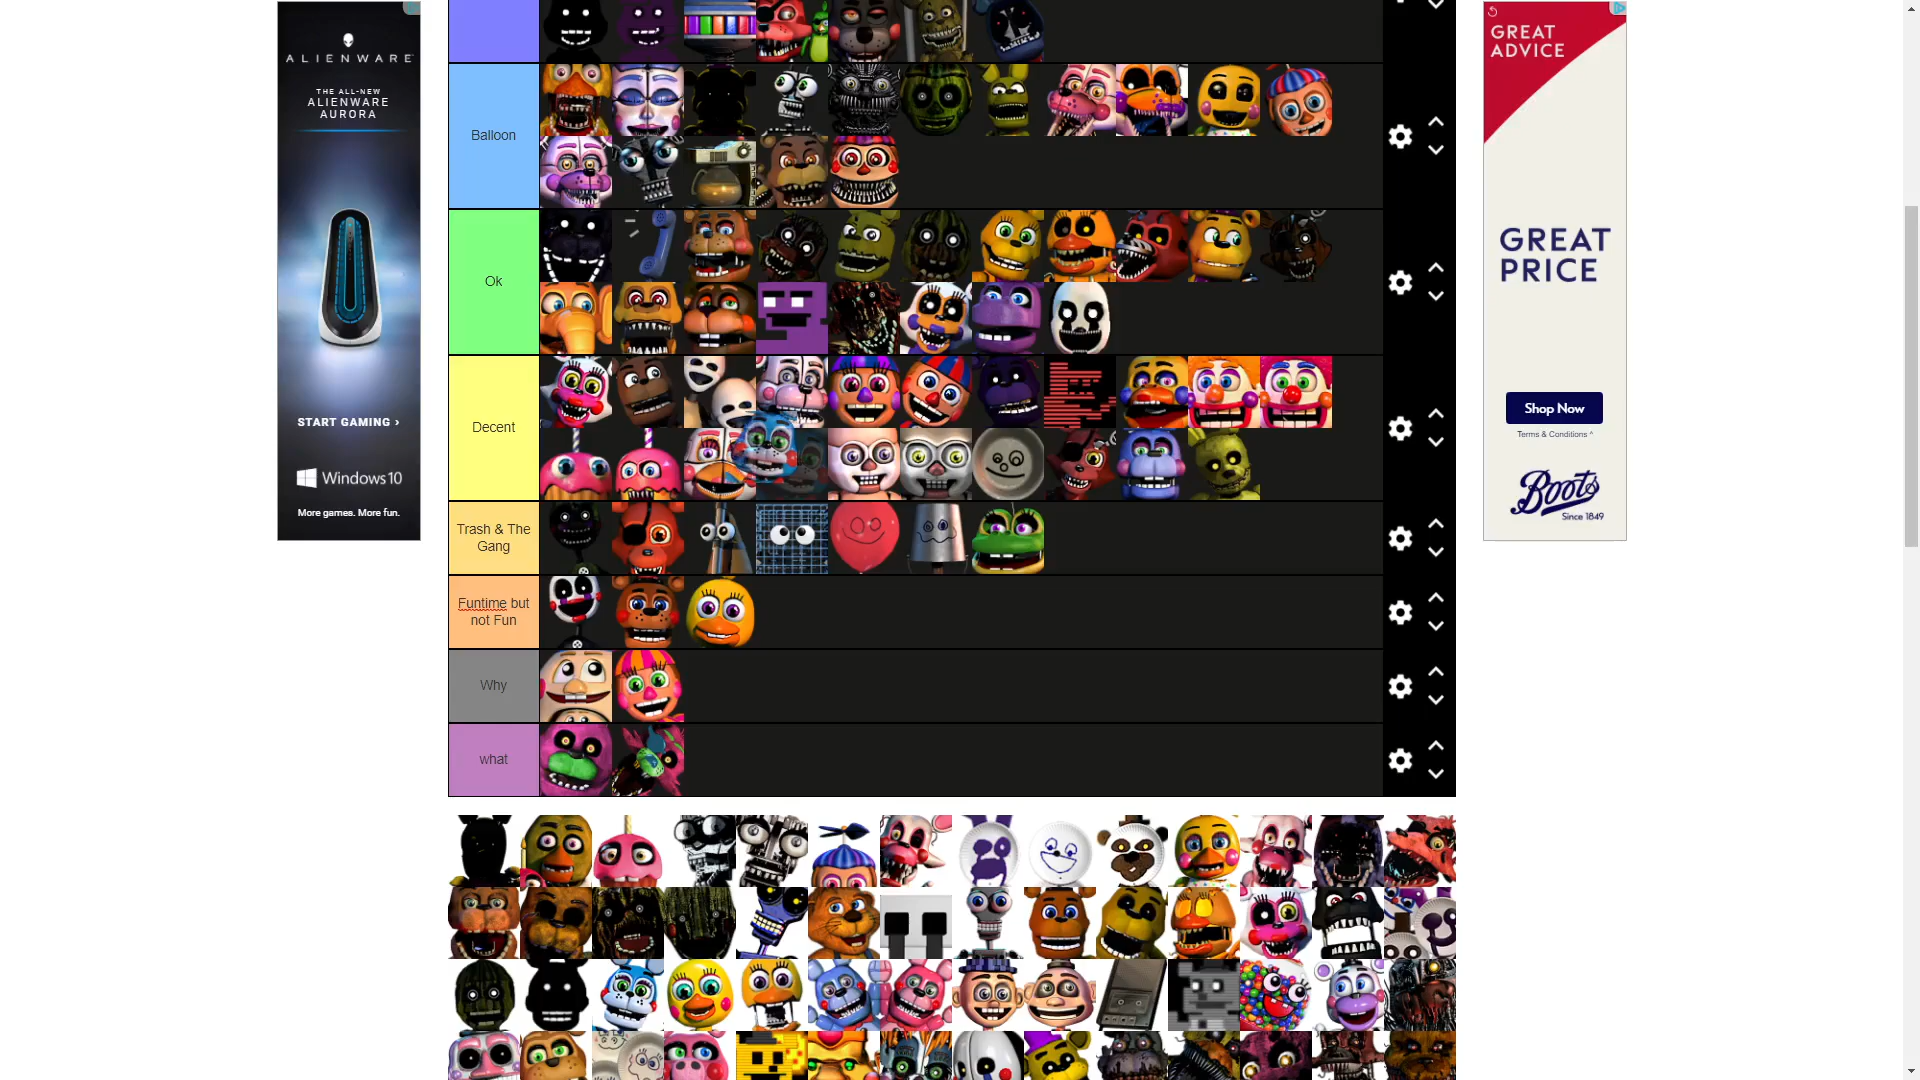 ALIENWARE
THE ALL-NEW
ALIENWARE
AURORA
START GAMING ›
Windows 10
More games. More fun.
Balloon
Ok
Decent
Trash & The
Gang
Funtime but
not Fun
Why
what
GREAT
ADVICE
GREAT
PRICE
Shop Now
Terms & Conditions ^
Boots
Since 1849